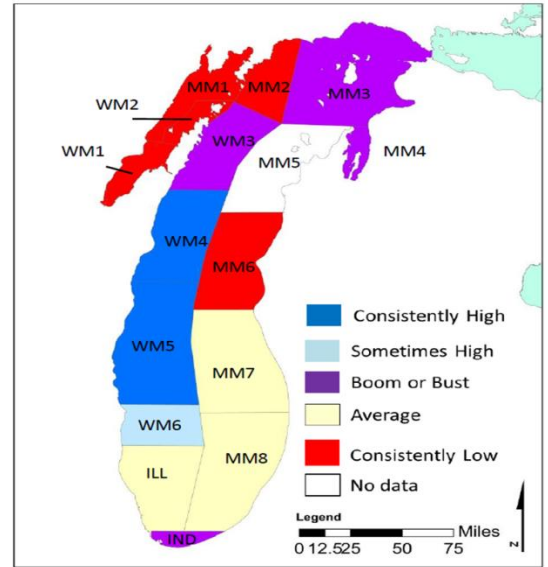 MM1
MM2
MM3
WM2
WM3
MM4
WM1
MM5
WM4
MM6
Consistently High
WM5
Sometimes High
MM7
Boom or Bust
Average
WM6
MM8
Consistently Low
ILL
No data
Legend
Miles
0 12.525 50 75
N
IND